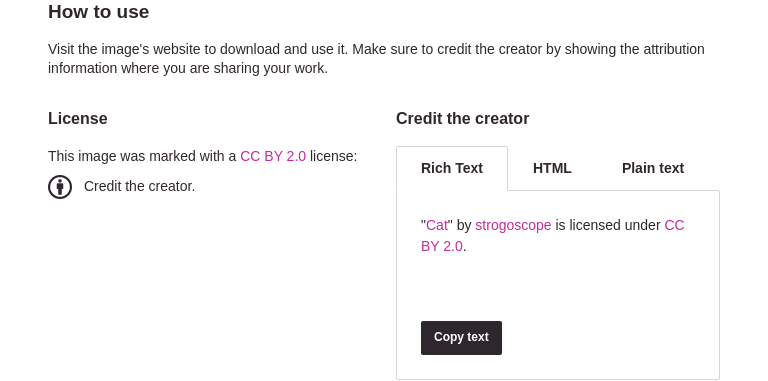 How to use
Visit the image's website to download and use it. Make sure to credit the creator by showing the attribution
information where you are sharing your work.
License
This image was marked with a CC BY 2.0 license:
Credit the creator.
Credit the creator
Rich Text
HTML
Plain text
"Cat" by strogoscope is licensed under CC
BY 2.0.
Copy text